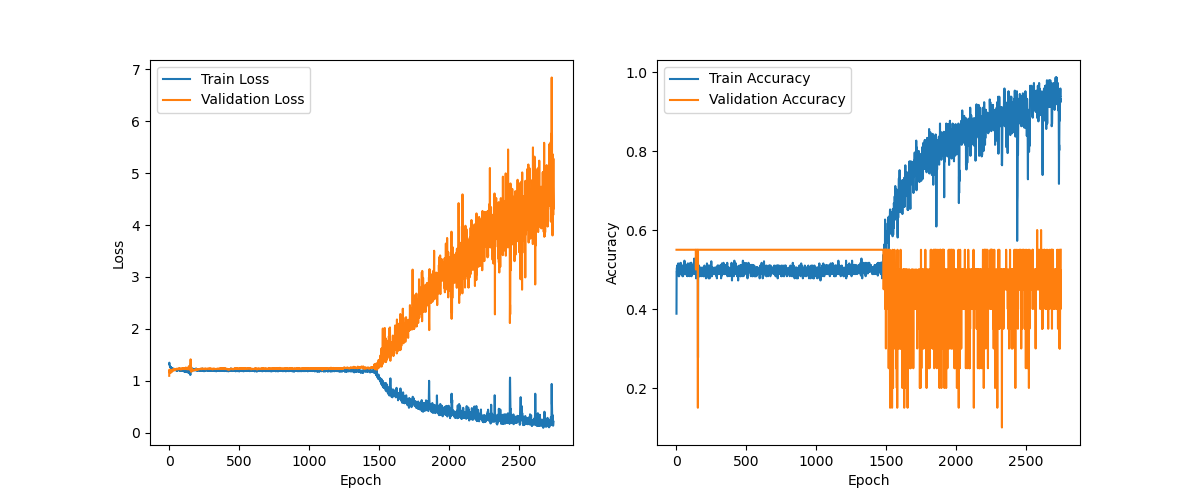 Train Loss
Validation Loss
7
6
5
4
3
2
1
0
Loss
0 500 1000 1500 2000 2500
Epoch
Train Accuracy
Validation Accuracy
1.0
0.8
0.6
0.4
0.2
Accuracy
0 500 1000 1500 2000 2500
Epoch